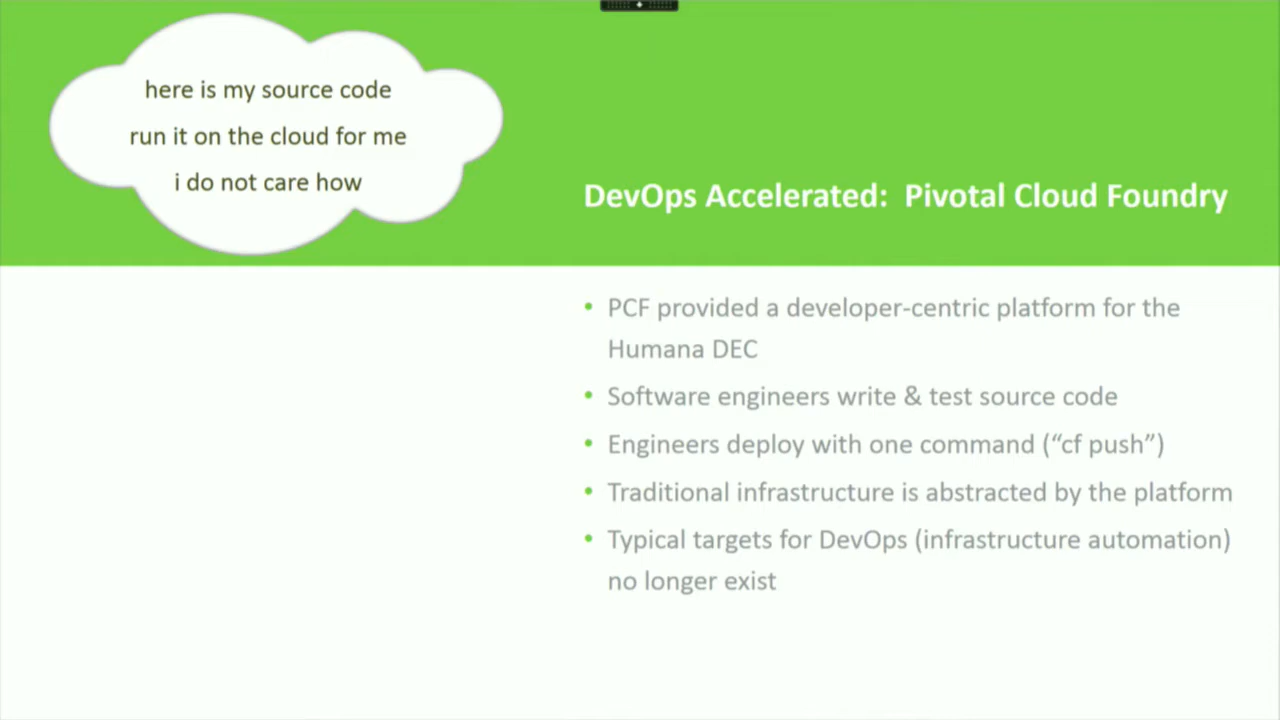 here is my source code
run it on the cloud for me
i do not care how
DevOps Accelerated:  Pivotal Cloud Foundry
• PCF provided a developer-centric platform for the
Humana DEC
• Software engineers write & test source code
• Engineers deploy with one command (“cf push”)
• Traditional infrastructure is abstracted by the platform
• Typical targets for DevOps (infrastructure automation)
no longer exist